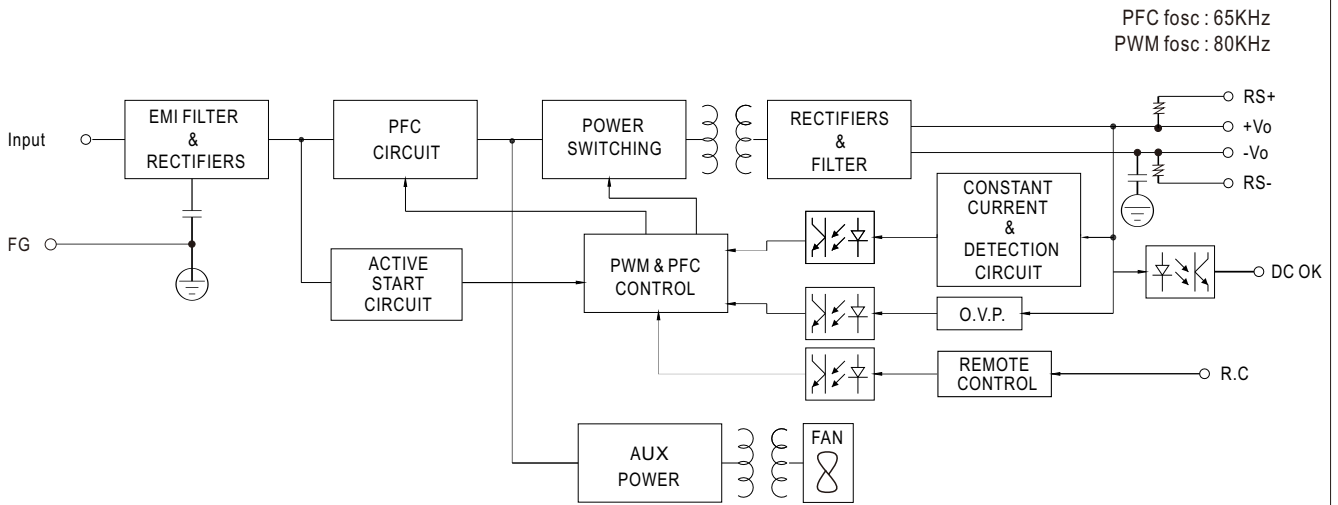 PFC fosc : 65KHz
PWM fosc : 80KHz
Input
EMI FILTER
&
RECTIFIERS
PFC
CIRCUIT
POWER
SWITCHING
RECTIFIERS
&
FILTER
RS+
+Vo
-Vo
RS-
FG
ACTIVE
START
CIRCUIT
PWM & PFC
CONTROL
CONSTANT
CURRENT
&
DETECTION
CIRCUIT
DC OK
O.V.P.
REMOTE
CONTROL
R.C
AUX
POWER
FAN